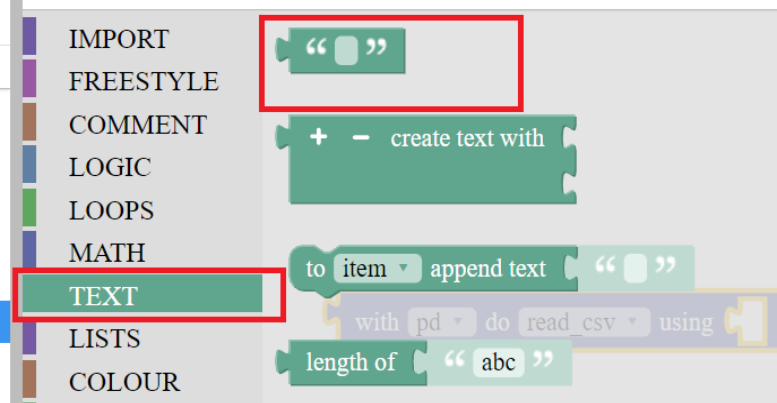 IMPORT
FREESTYLE
COMMENT
LOGIC
LOOPS
MATH
TEXT
LISTS
COLOUR
“ ”
+ − create text with
to item ▾ append text “ ”
with pd ▾ do read_csv ▾ using
length of “ abc ”